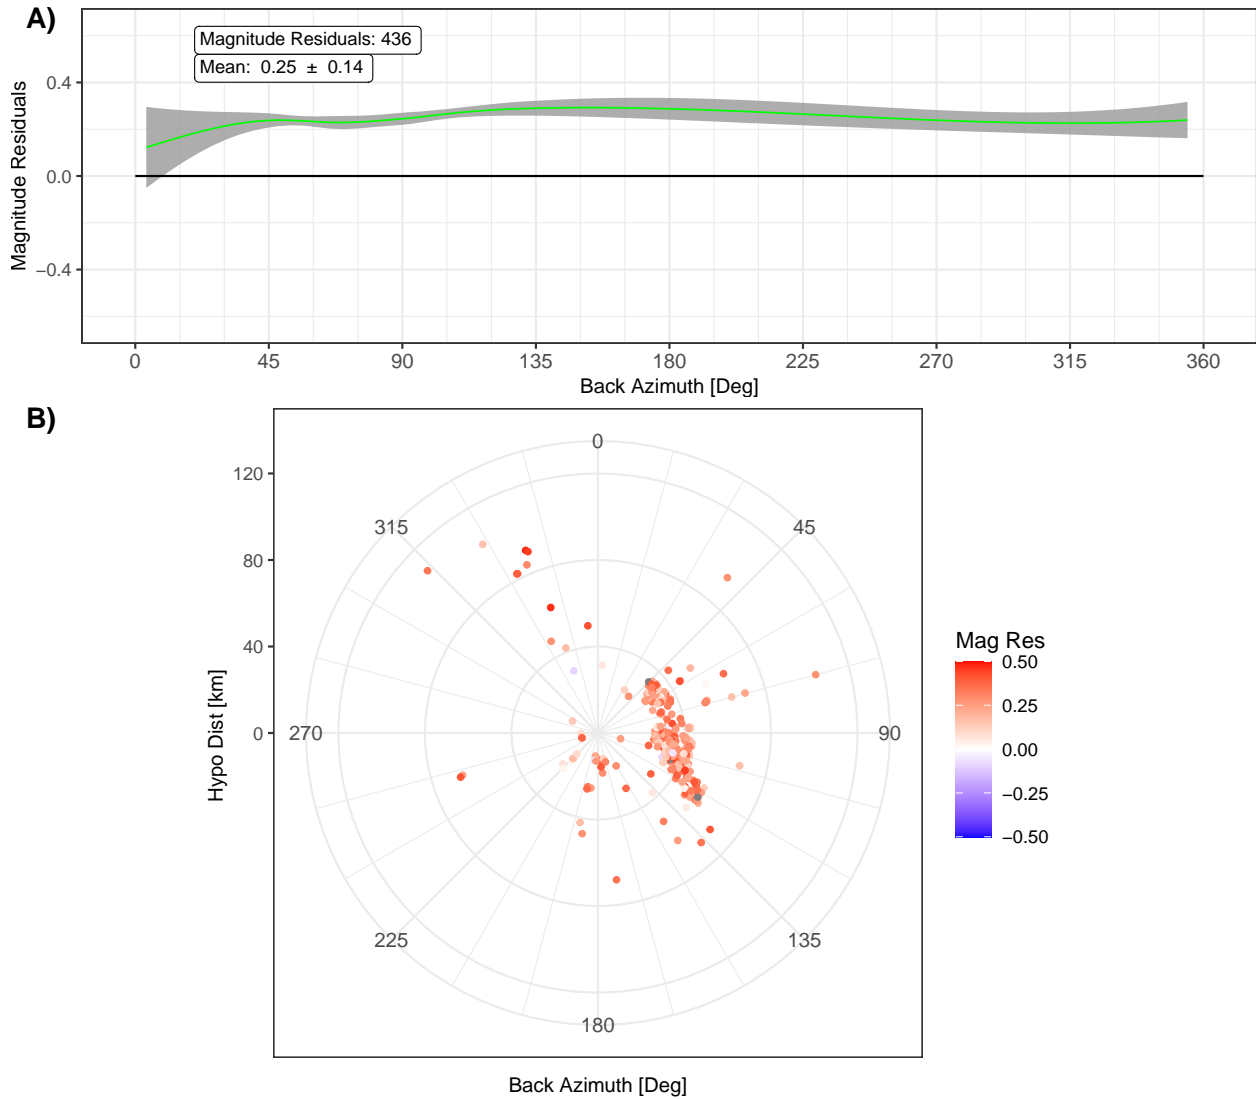 A)
Magnitude Residuals: 436
Mean: 0.25 ± 0.14
Magnitude Residuals
0.4
0.0
−0.4
0 45 90 135 180 225 270 315 360
Back Azimuth [Deg]
B)
Hypo Dist [km]
120
80
40
0
0
45
90
135
180
225
270
315
Back Azimuth [Deg]
Mag Res
0.50
0.25
0.00
−0.25
−0.50